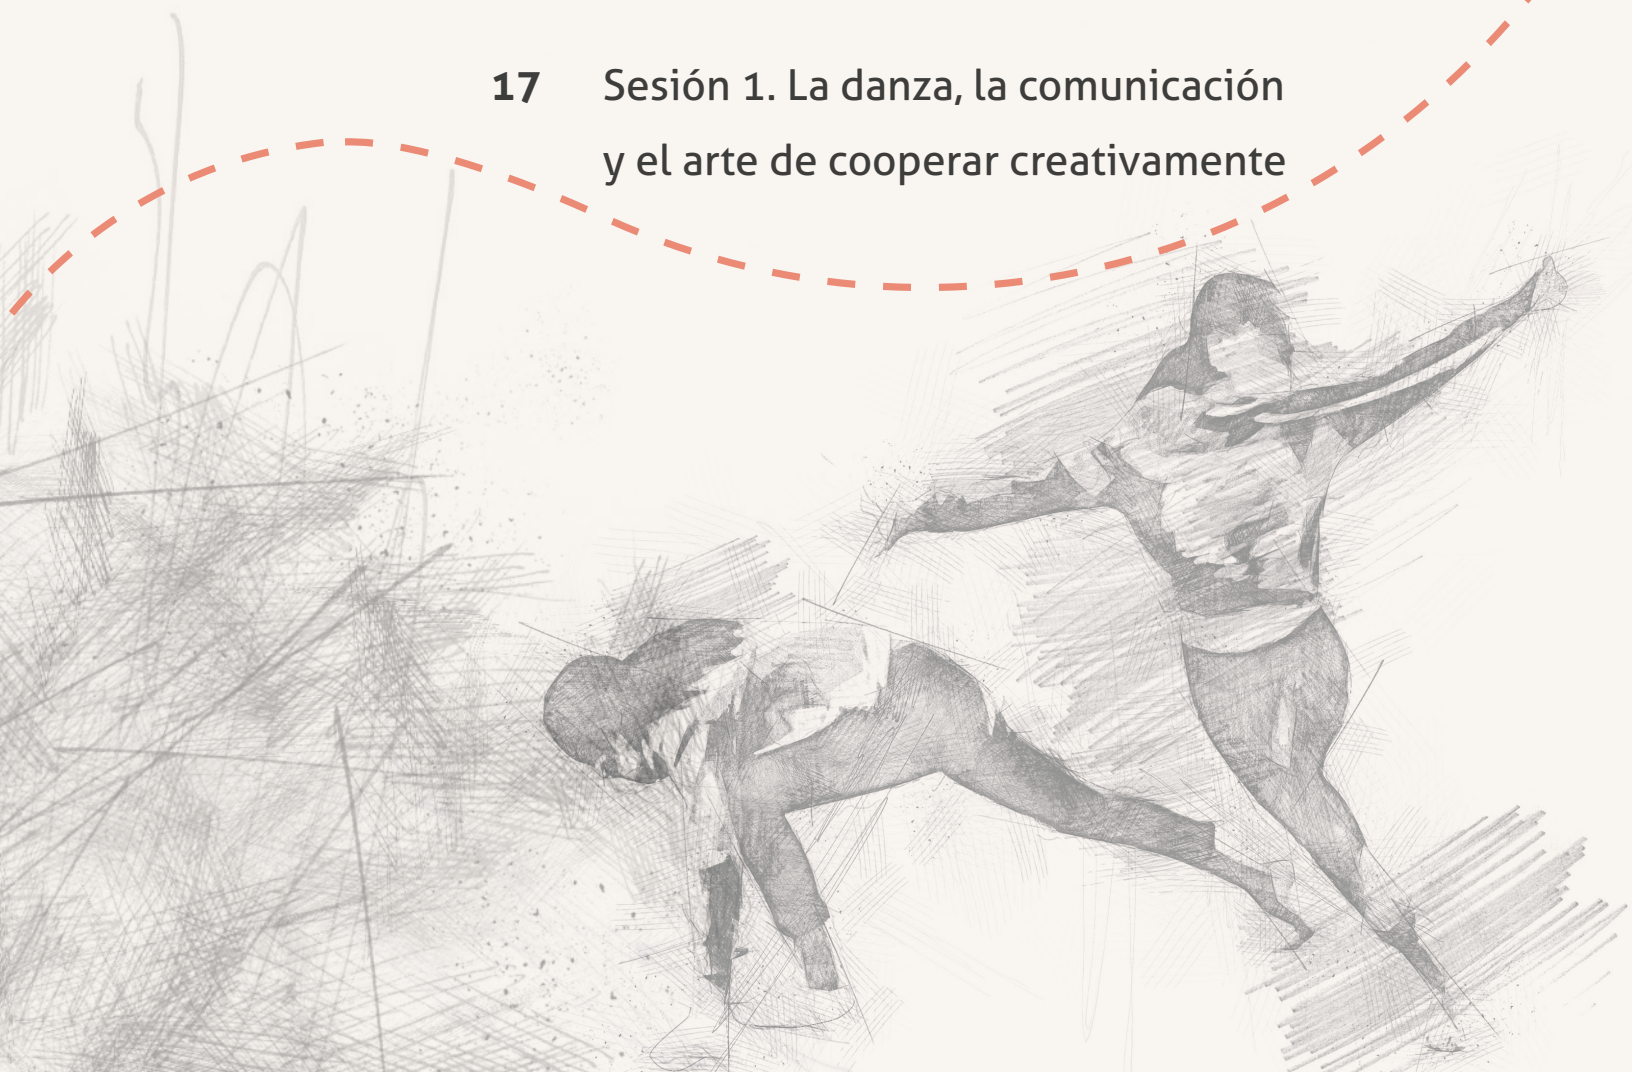 17 Sesión 1. La danza, la comunicación
y el arte de cooperar creativamente